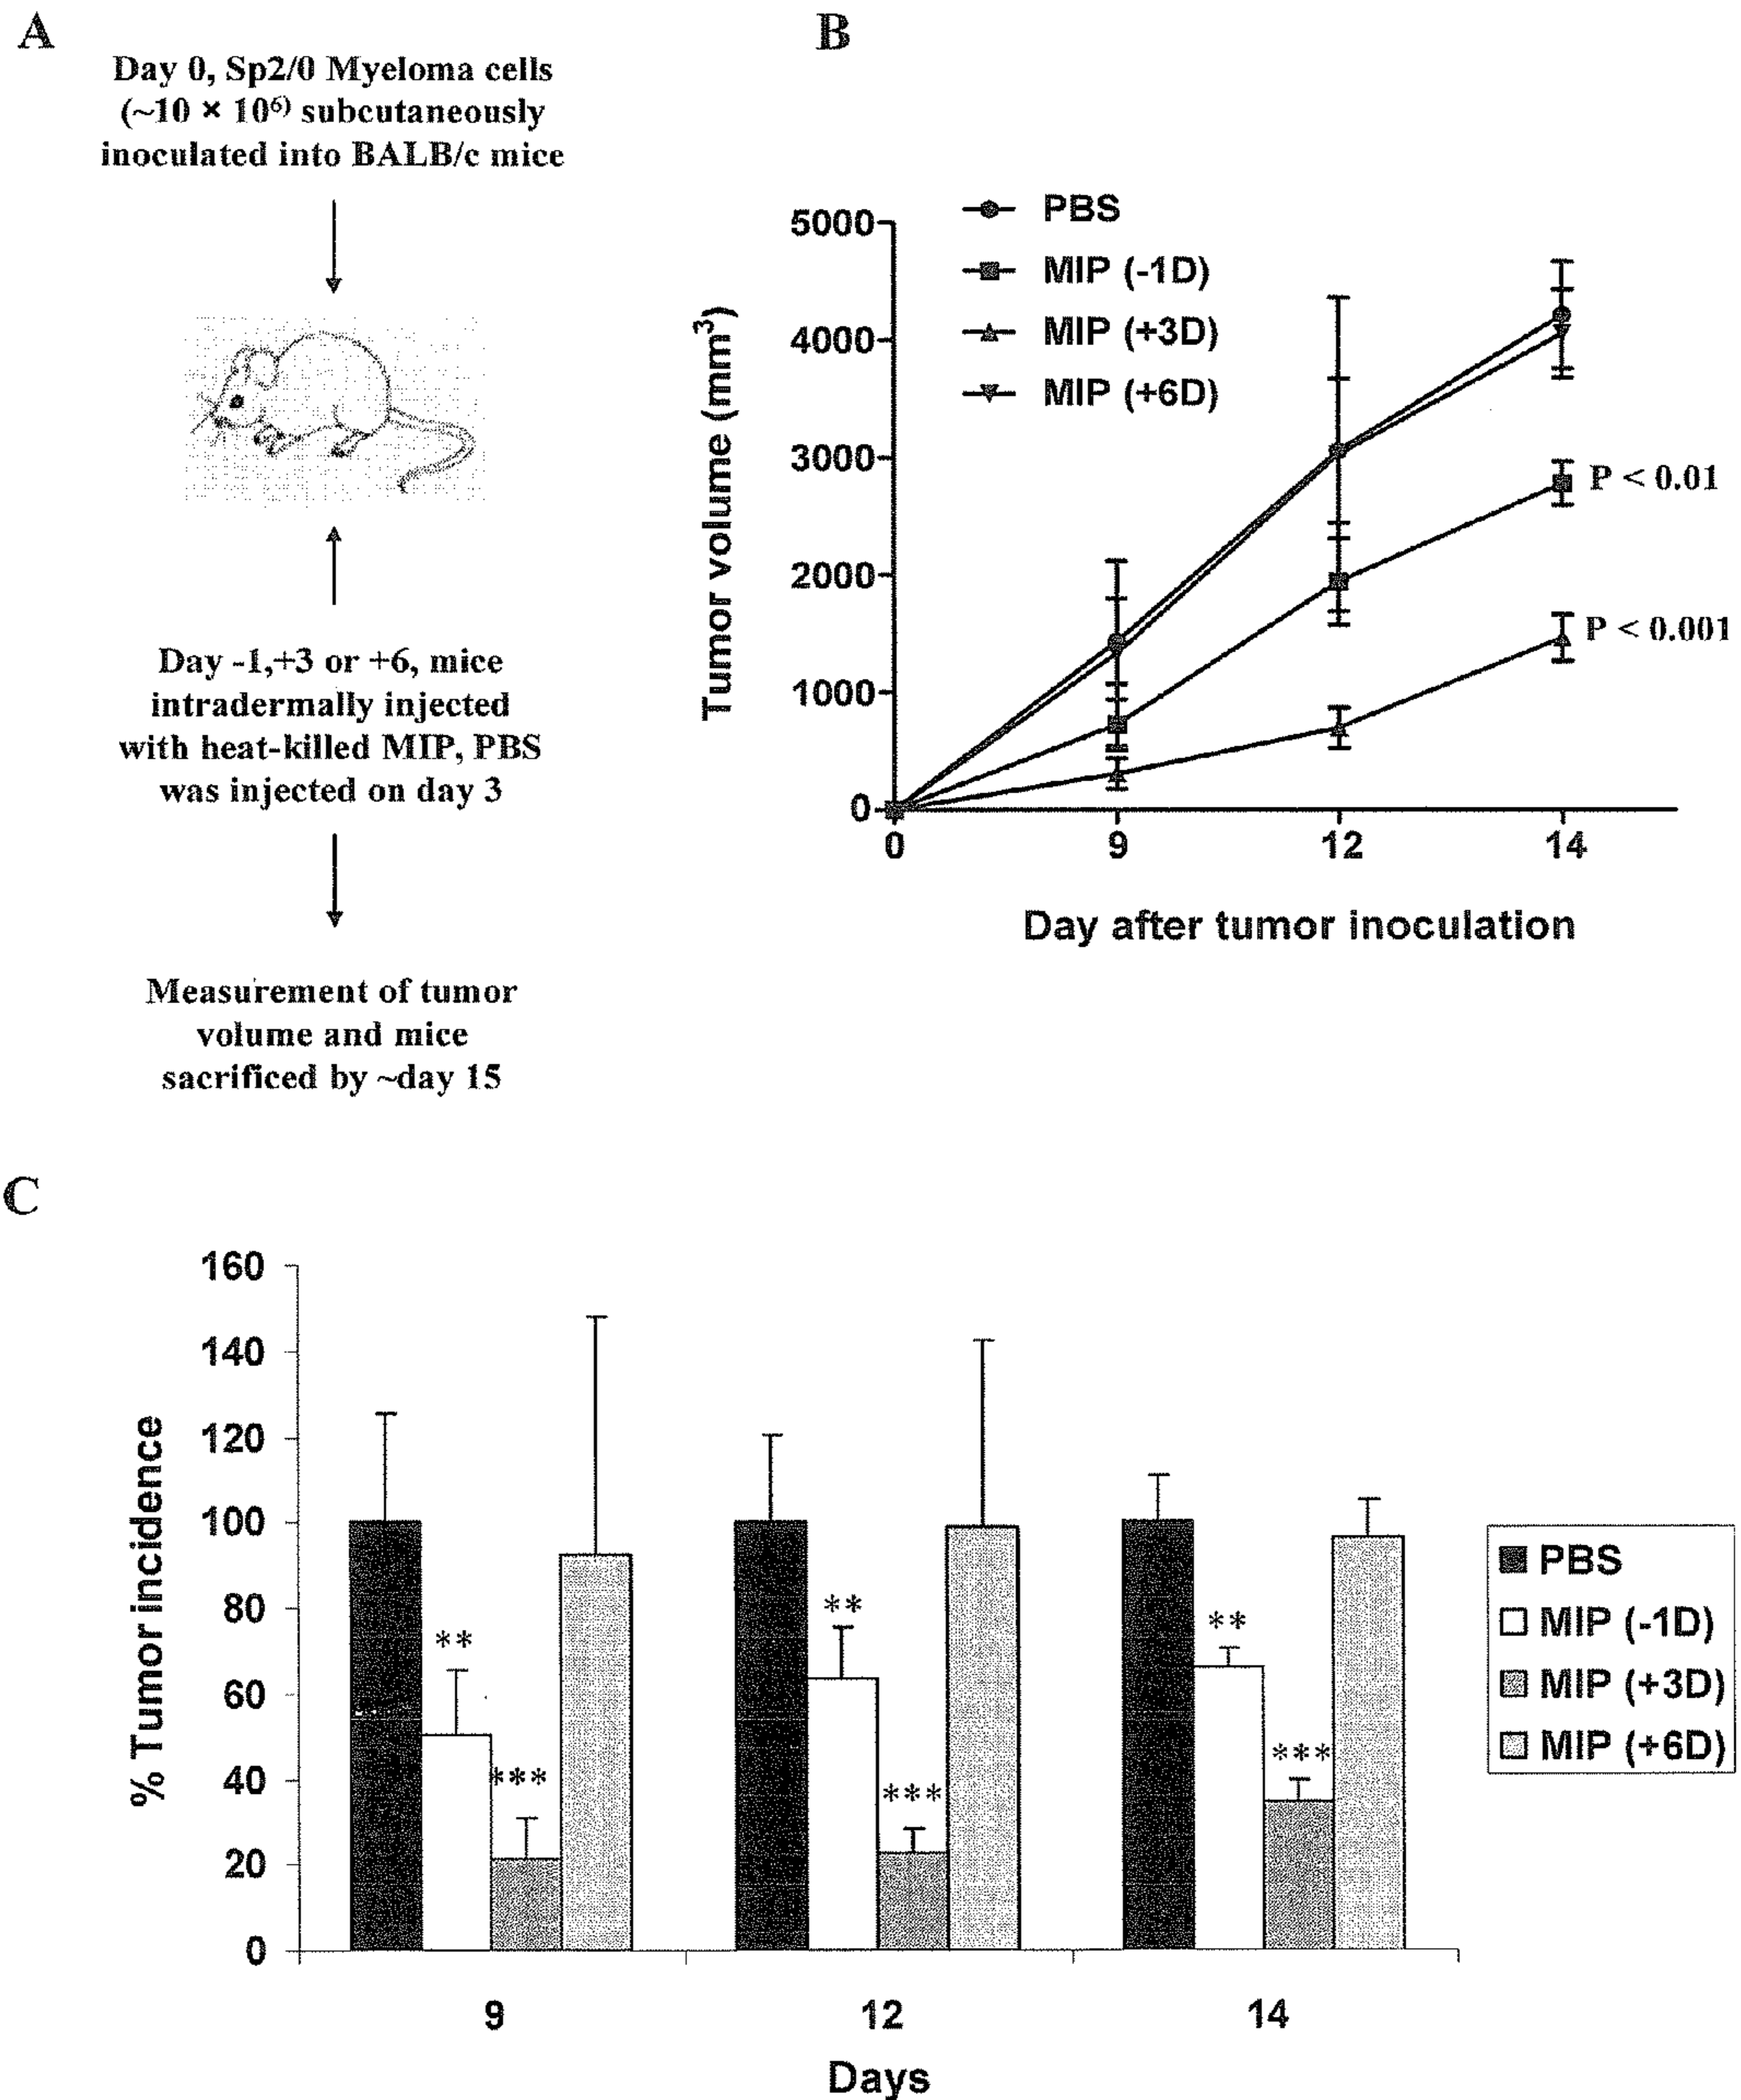 A
Day 0, Sp2/0 Myeloma cells
(~10 × 10⁶⁾ subcutaneously
inoculated into BALB/c mice
Day -1,+3 or +6, mice
intradermally injected
with heat-killed MIP, PBS
was injected on day 3
Measurement of tumor
volume and mice
sacrificed by ~day 15
B
PBS
MIP (-1D)
MIP (+3D)
MIP (+6D)
Tumor volume (mm³)
5000
4000
3000
2000
1000
0
P < 0.01
P < 0.001
0 9 12 14
Day after tumor inoculation
C
% Tumor incidence
160
140
120
100
80
60
40
20
0
** *** ** *** ** ***
9 12 14
Days
PBS
MIP (-1D)
MIP (+3D)
MIP (+6D)